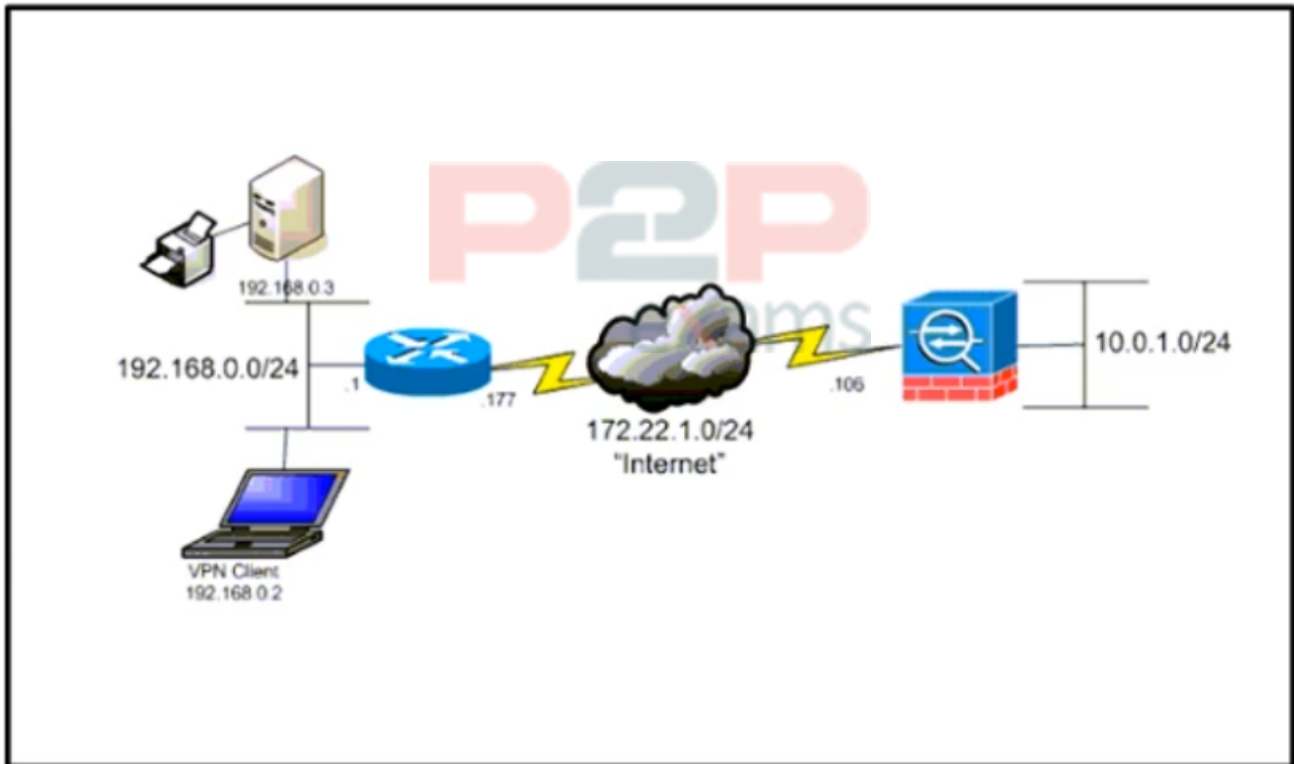 P2P
192.168.0.3
192.168.0.0/24
.1
.177
.106
10.0.1.0/24
172.22.1.0/24
"Internet"
VPN Client
192.168.0.2